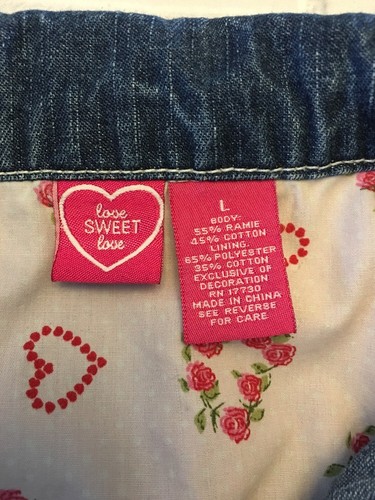 love
SWEET
love
L
BODY:
55% RAMIE
45% COTTON
LINING:
65% POLYESTER
35% COTTON
EXCLUSIVE OF
DECORATION
RN 17730
MADE IN CHINA
SEE REVERSE
FOR CARE